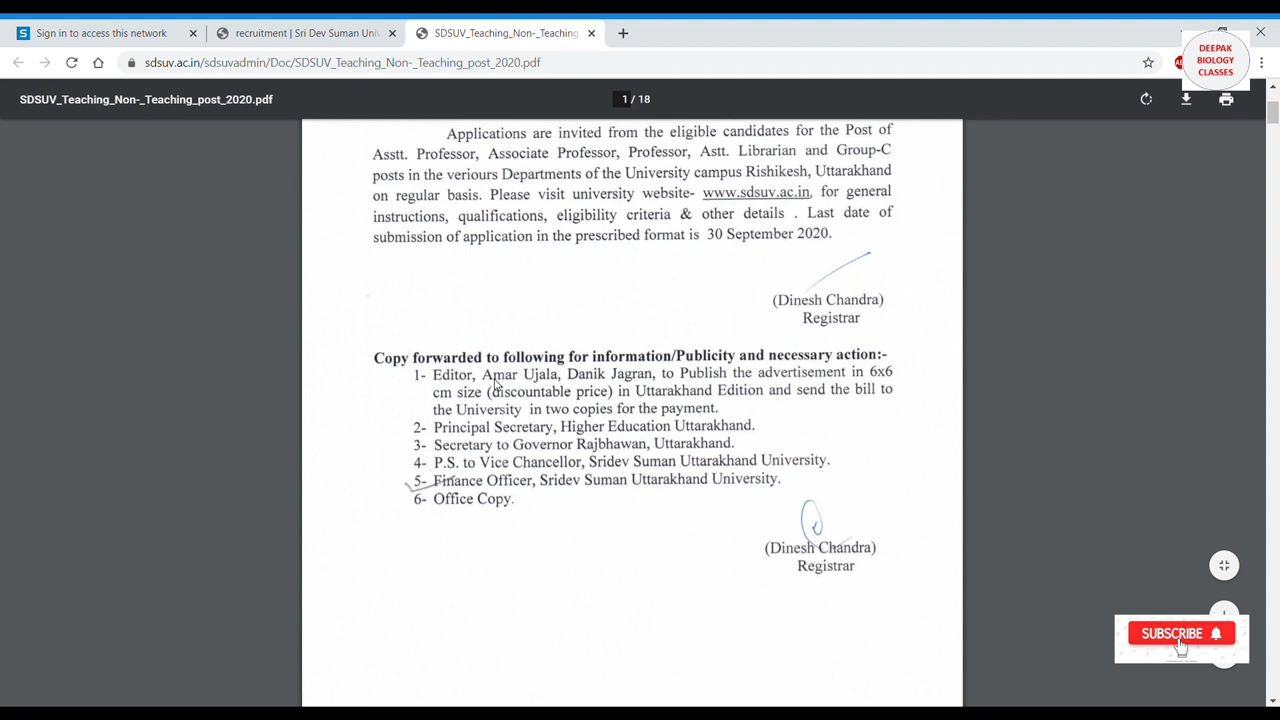 Sign in to access this network
recruitment | Sri Dev Suman Univ
SDSUV_Teaching_Non-_Teaching
sdsuv.ac.in/sdsuvadmin/Doc/SDSUV_Teaching_Non-_Teaching_post_2020.pdf
DEEPAK
BIOLOGY
CLASSES
SDSUV_Teaching_Non-_Teaching_post_2020.pdf
1 / 18
Applications are invited from the eligible candidates for the Post of
Asstt. Professor, Associate Professor, Professor, Astt. Librarian and Group-C
posts in the veriours Departments of the University campus Rishikesh, Uttarakhand
on regular basis. Please visit university website- www.sdsuv.ac.in, for general
instructions, qualifications, eligibility criteria & other details . Last date of
submission of application in the prescribed format is 30 September 2020.
(Dinesh Chandra)
Registrar
Copy forwarded to following for information/Publicity and necessary action:-
1- Editor, Amar Ujala, Danik Jagran, to Publish the advertisement in 6x6
cm size (discountable price) in Uttarakhand Edition and send the bill to
the University in two copies for the payment.
2- Principal Secretary, Higher Education Uttarakhand.
3- Secretary to Governor Rajbhawan, Uttarakhand.
4- P.S. to Vice Chancellor, Sridev Suman Uttarakhand University.
5- Finance Officer, Sridev Suman Uttarakhand University.
6- Office Copy.
(Dinesh Chandra)
Registrar
SUBSCRIBE